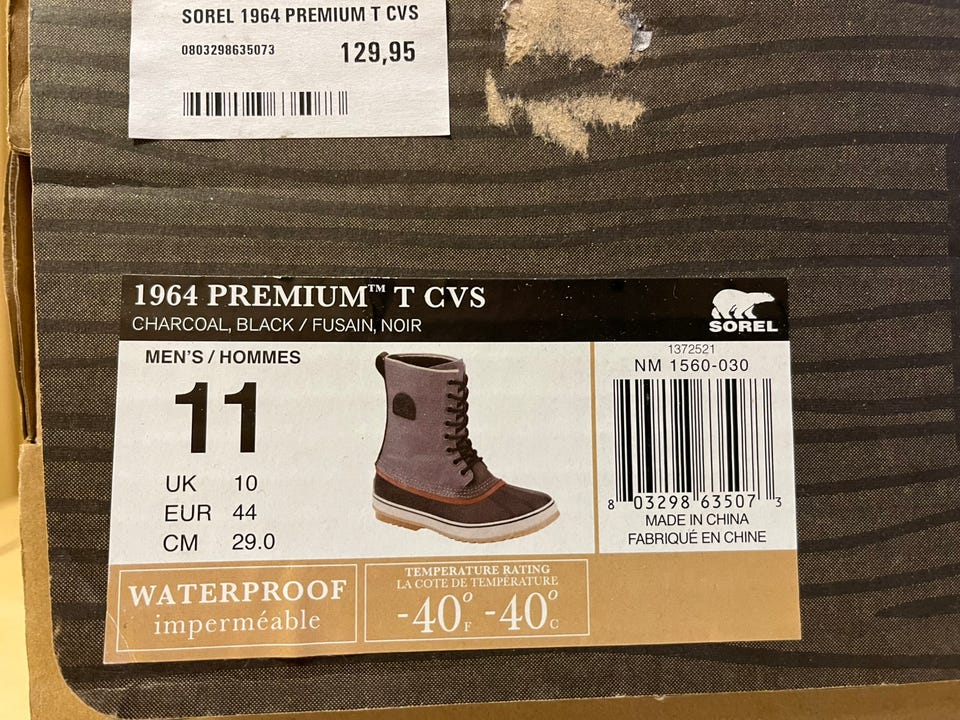 SOREL 1964 PREMIUM T CVS
0803298635073 129,95
1964 PREMIUM™ T CVS
CHARCOAL, BLACK / FUSAIN, NOIR
SOREL
MEN'S / HOMMES
11
UK 10
EUR 44
CM 29.0
1372521
NM 1560-030
8 03298 63507 3
MADE IN CHINA
FABRIQUÉ EN CHINE
WATERPROOF
imperméable
TEMPERATURE RATING
LA COTE DE TEMPÉRATURE
-40°F -40°C